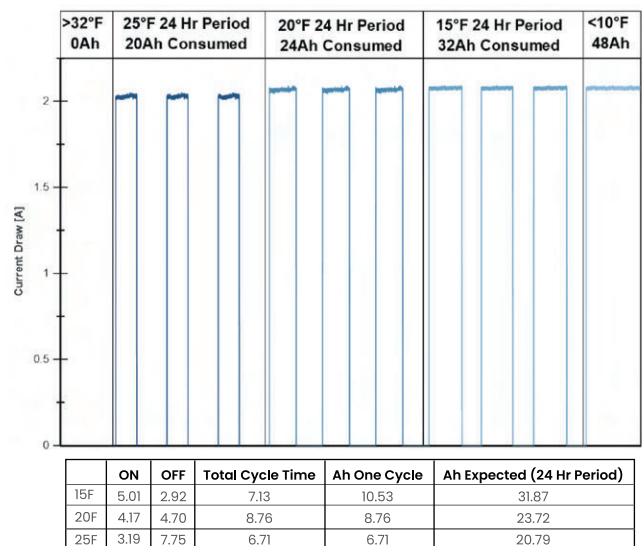 >32°F
0Ah
25°F 24 Hr Period
20Ah Consumed
20°F 24 Hr Period
24Ah Consumed
15°F 24 Hr Period
32Ah Consumed
<10°F
48Ah
Current Draw [A]
2
1.5
1
0.5
0
ON OFF Total Cycle Time Ah One Cycle Ah Expected (24 Hr Period)
15F 5.01 2.92 7.13 10.53 31.87
20F 4.17 4.70 8.76 8.76 23.72
25F 3.19 7.75 6.71 6.71 20.79